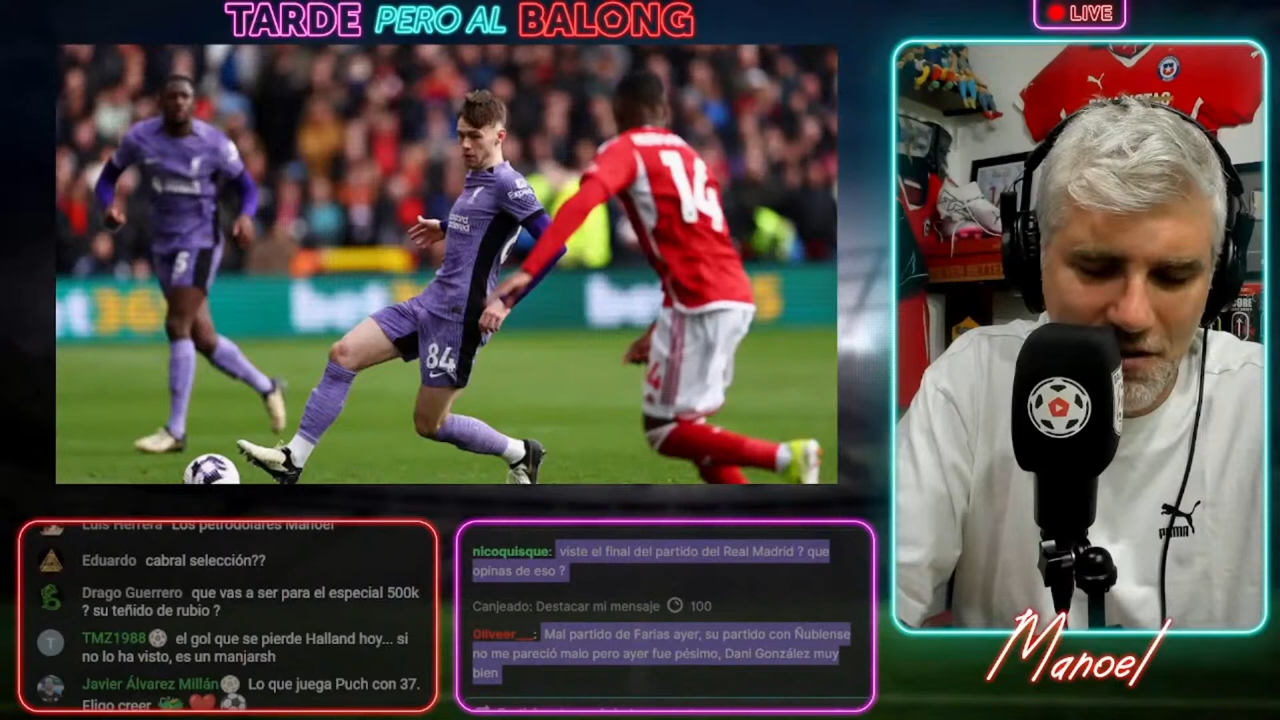 TARDE PERO AL BALONG
LIVE
14
5
84
Luis Herrera Los petrodolares Manoel
Eduardo cabral selección??
Drago Guerrero que vas a ser para el especial 500k
? su teñido de rubio ?
TMZ1988 el gol que se pierde Halland hoy... si
no lo ha visto, es un manjarsh
Javier Álvarez Millán Lo que juega Puch con 37.
Eligo creer
nicoquisque: viste el final del partido del Real Madrid ? que
opinas de eso ?
Canjeado: Destacar mi mensaje 100
Oliveer___: Mal partido de Farias ayer, su partido con Ñublense
no me pareció malo pero ayer fue pésimo, Dani González muy
bien
PUMA
Manoel